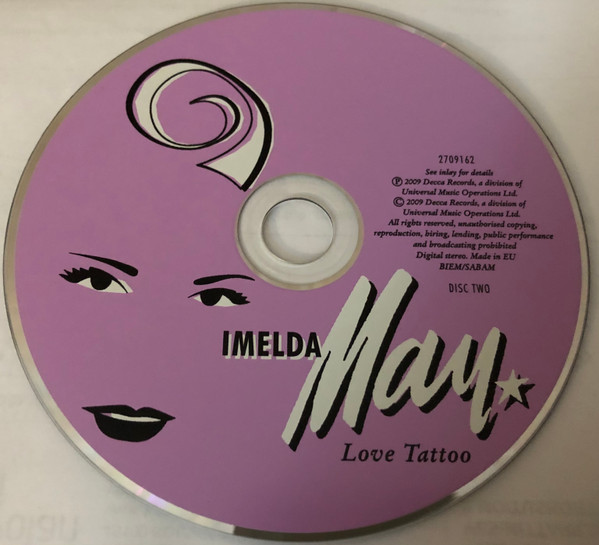 2709162
See inlay for details
Ⓟ 2009 Decca Records, a division of
Universal Music Operations Ltd.
© 2009 Decca Records, a division of
Universal Music Operations Ltd.
All rights reserved, unauthorised copying,
reproduction, hiring, lending, public performance
and broadcasting prohibited
Digital stereo. Made in EU
BIEM/SABAM
DISC TWO
IMELDA May
Love Tattoo